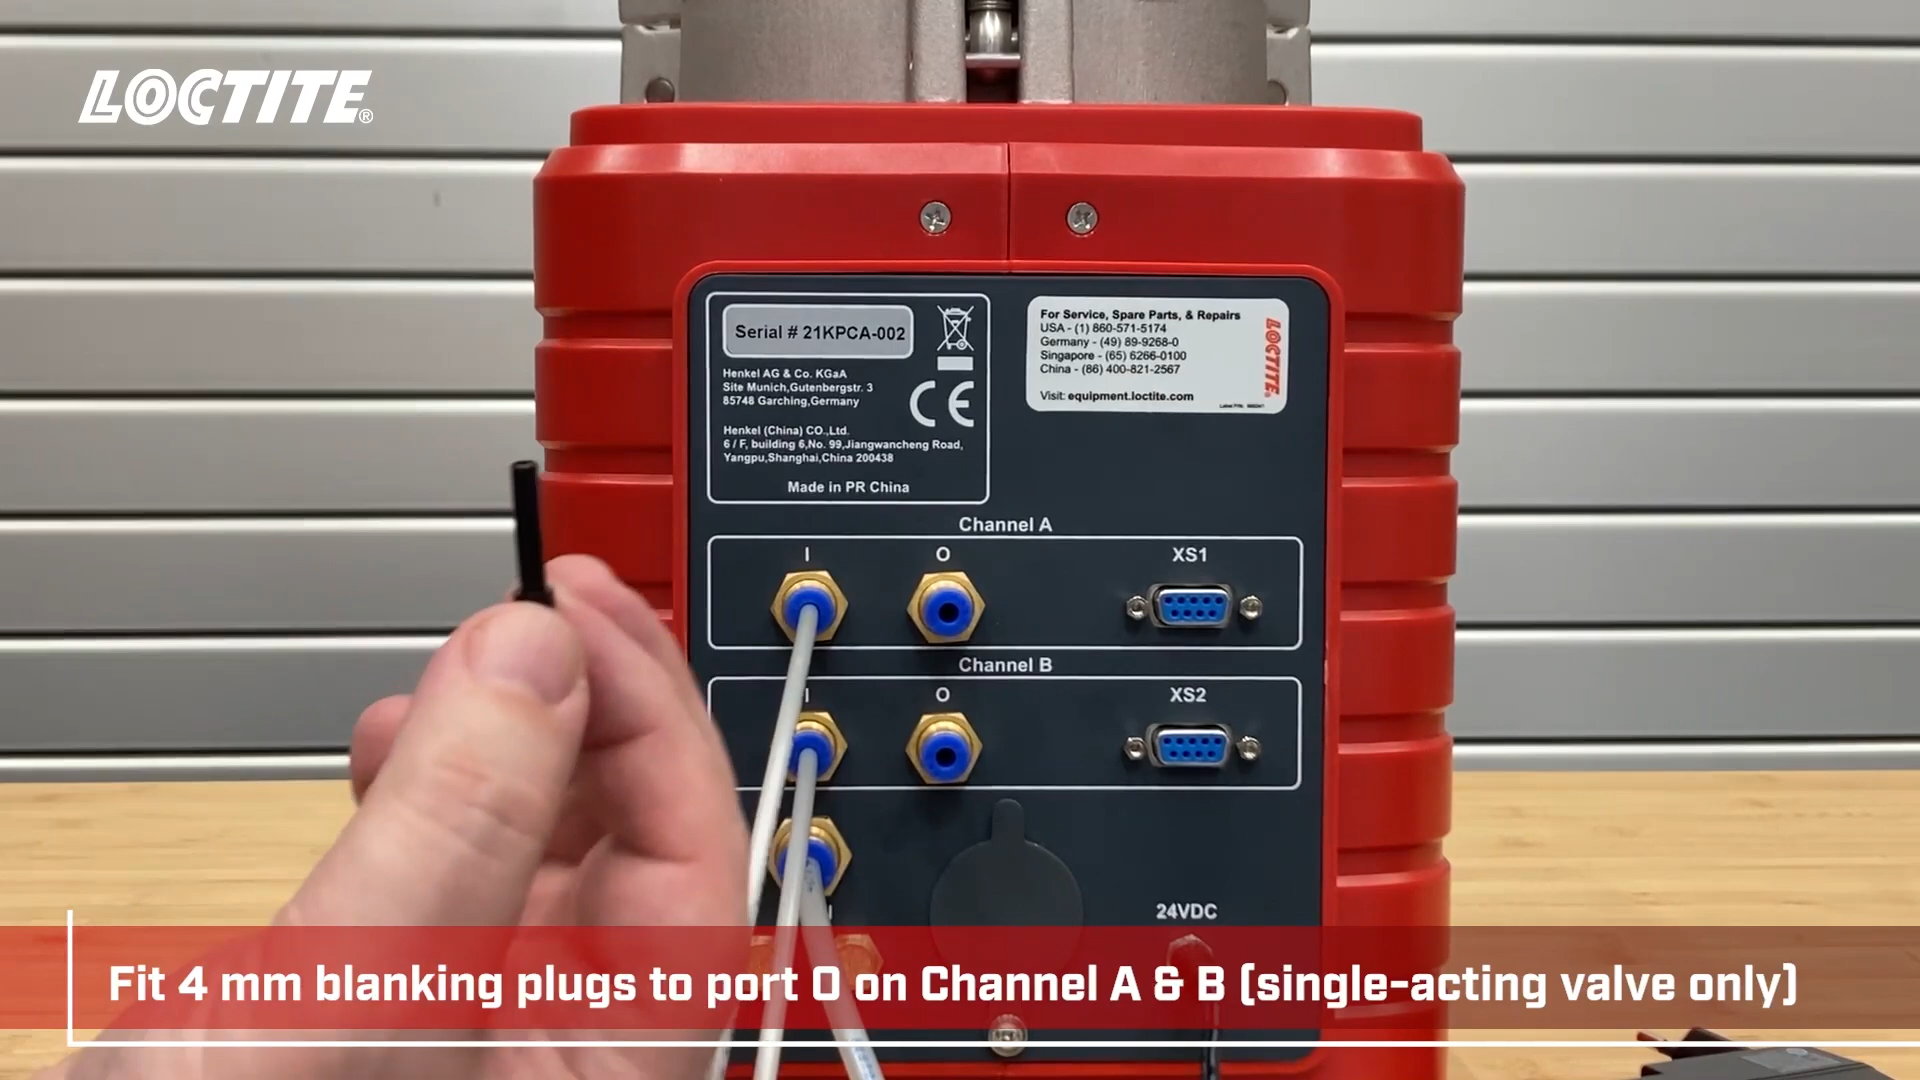 LOCTITE®
Serial # 21KPCA-002
Henkel AG & Co. KGaA
Site Munich,Gutenbergstr. 3
85748 Garching,Germany
CE
Henkel (China) CO.,Ltd.
6 / F, building 6,No. 99,Jiangwancheng Road,
Yangpu,Shanghai,China 200438
Made in PR China
For Service, Spare Parts, & Repairs
USA - (1) 860-571-5174
Germany - (49) 89-9268-0
Singapore - (65) 6266-0100
China - (86) 400-821-2567
Visit: equipment.loctite.com
LOCTITE.
Channel A
I O XS1
Channel B
I O XS2
24VDC
Fit 4 mm blanking plugs to port O on Channel A & B (single-acting valve only)